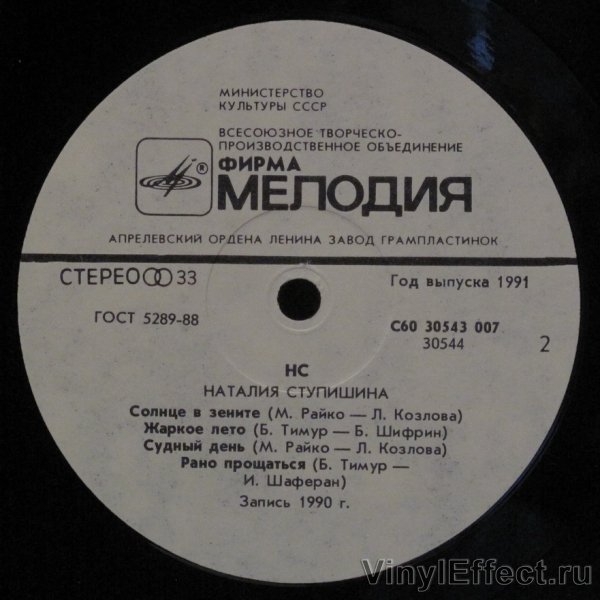 МИНИСТЕРСТВО
КУЛЬТУРЫ СССР
ВСЕСОЮЗНОЕ ТВОРЧЕСКО-
ПРОИЗВОДСТВЕННОЕ ОБЪЕДИНЕНИЕ
ФИРМА
® МЕЛОДИЯ
АПРЕЛЕВСКИЙ ОРДЕНА ЛЕНИНА ЗАВОД ГРАМПЛАСТИНОК
СТЕРЕО 33 Год выпуска 1991
ГОСТ 5289-88 С60 30543 007
30544 2
НС
НАТАЛИЯ СТУПИШИНА
Солнце в зените (М. Райко — Л. Козлова)
Жаркое лето (Б. Тимур — Б. Шифрин)
Судный день (М. Райко — Л. Козлова)
Рано прощаться (Б. Тимур —
И. Шаферан)
Запись 1990 г.
VinylEffect.ru